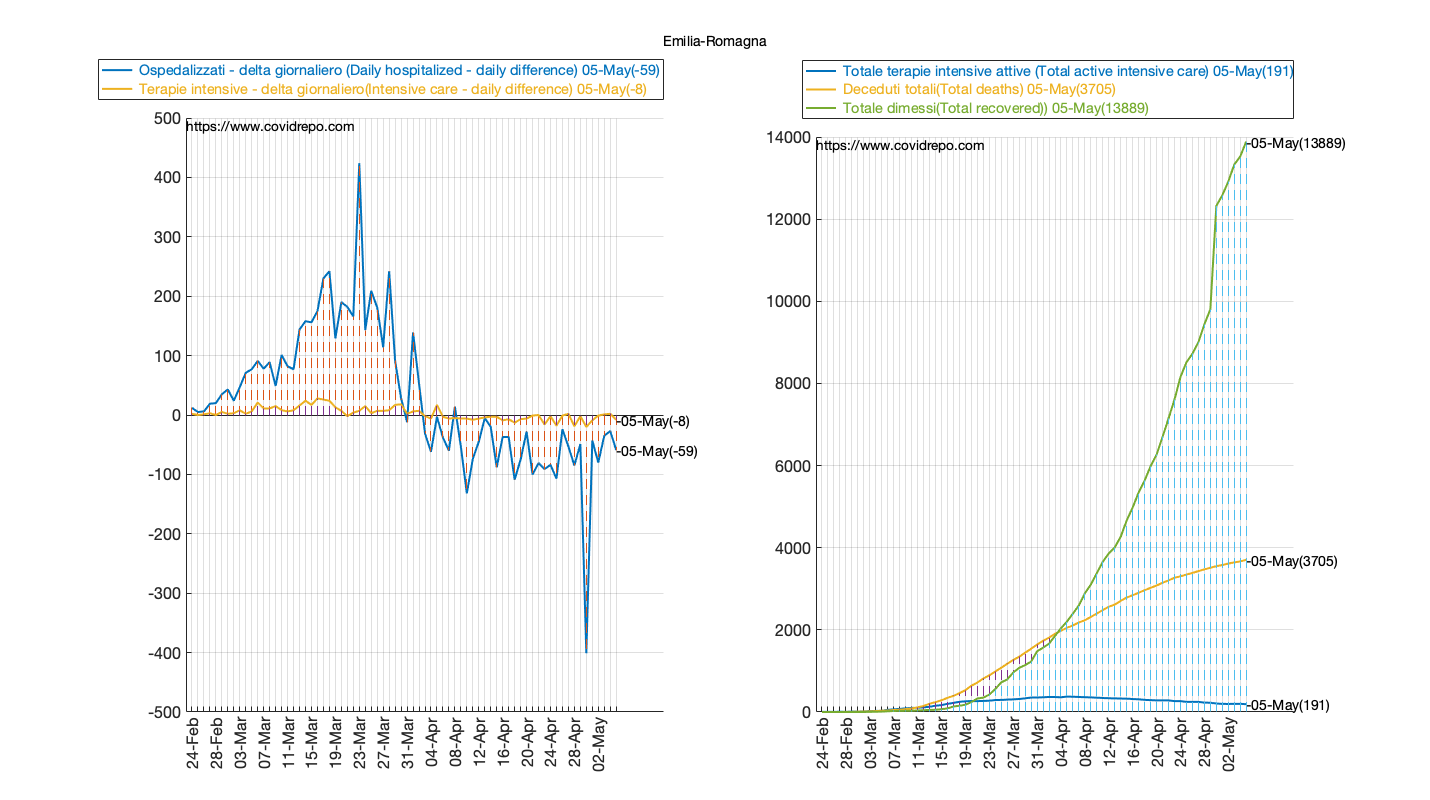 Emilia-Romagna
Ospedalizzati - delta giornaliero (Daily hospitalized - daily difference) 05-May(-59)
Terapie intensive - delta giornaliero(Intensive care - daily difference) 05-May(-8)
https://www.covidrepo.com
500
400
300
200
100
0
-100
-200
-300
-400
-500
-05-May(-8)
-05-May(-59)
24-Feb
28-Feb
03-Mar
07-Mar
11-Mar
15-Mar
19-Mar
23-Mar
27-Mar
31-Mar
04-Apr
08-Apr
12-Apr
16-Apr
20-Apr
24-Apr
28-Apr
02-May
Totale terapie intensive attive (Total active intensive care) 05-May(191)
Deceduti totali(Total deaths) 05-May(3705)
Totale dimessi(Total recovered)) 05-May(13889)
https://www.covidrepo.com
14000
12000
10000
8000
6000
4000
2000
0
-05-May(13889)
-05-May(3705)
-05-May(191)
24-Feb
28-Feb
03-Mar
07-Mar
11-Mar
15-Mar
19-Mar
23-Mar
27-Mar
31-Mar
04-Apr
08-Apr
12-Apr
16-Apr
20-Apr
24-Apr
28-Apr
02-May